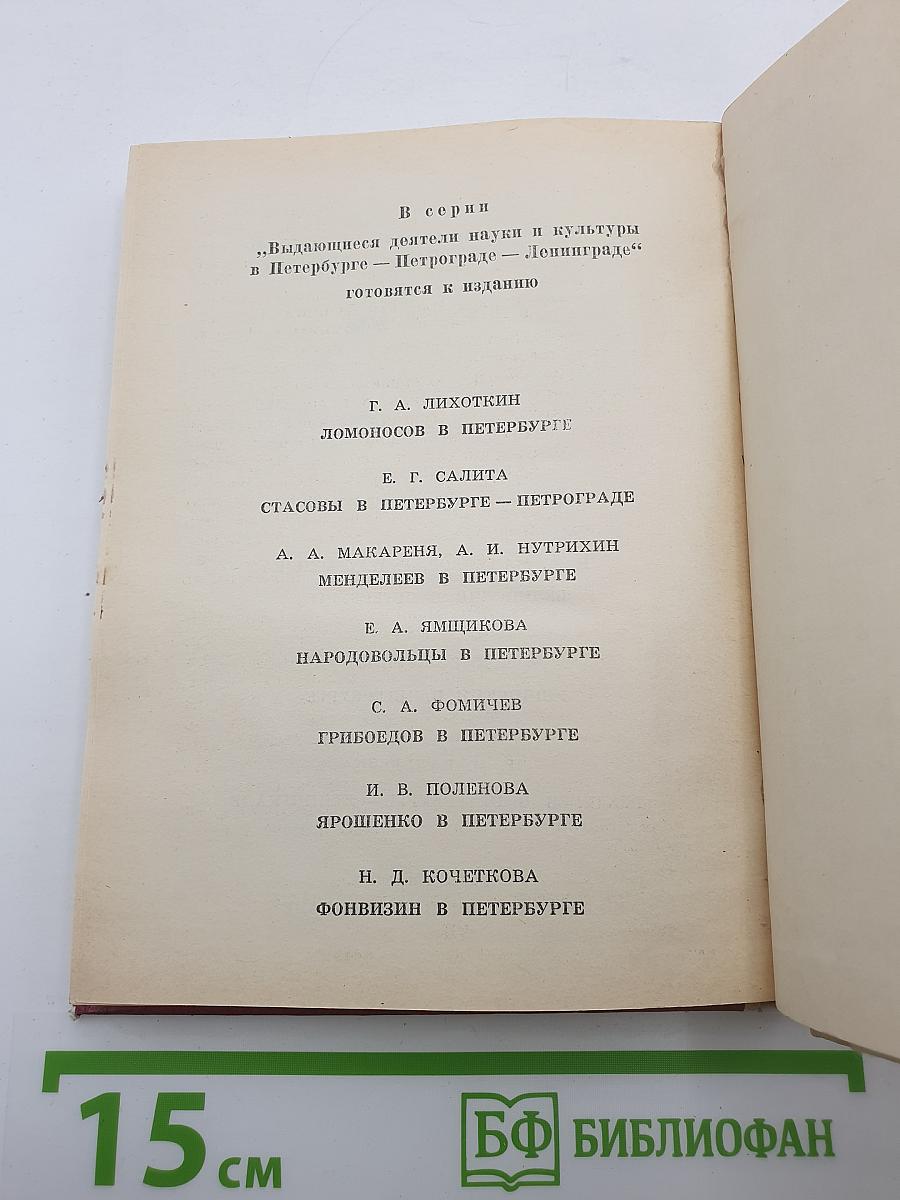 В серии
„Выдающиеся деятели науки и культуры
в Петербурге — Петрограде — Ленинграде“
готовятся к изданию
Г. А. ЛИХОТКИН
ЛОМОНОСОВ В ПЕТЕРБУРГЕ
Е. Г. САЛИТА
СТАСОВЫ В ПЕТЕРБУРГЕ — ПЕТРОГРАДЕ
А. А. МАКАРЕНЯ, А. И. НУТРИХИН
МЕНДЕЛЕЕВ В ПЕТЕРБУРГЕ
Е. А. ЯМЩИКОВА
НАРОДОВОЛЬЦЫ В ПЕТЕРБУРГЕ
С. А. ФОМИЧЕВ
ГРИБОЕДОВ В ПЕТЕРБУРГЕ
И. В. ПОЛЕНОВА
ЯРОШЕНКО В ПЕТЕРБУРГЕ
Н. Д. КОЧЕТКОВА
ФОНВИЗИН В ПЕТЕРБУРГЕ
15 см
БФ БИБЛИОФАН